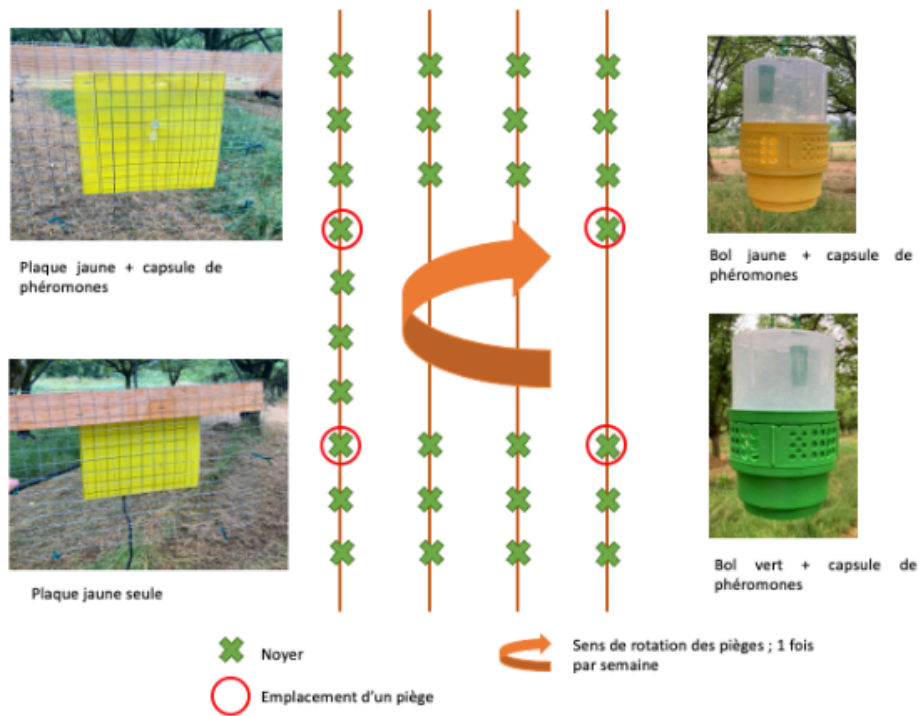 Plaque jaune + capsule de
phéromones
Bol jaune + capsule de
phéromones
Plaque jaune seule
Bol vert + capsule de
phéromones
Noyer
Sens de rotation des pièges ; 1 fois
par semaine
Emplacement d'un piège